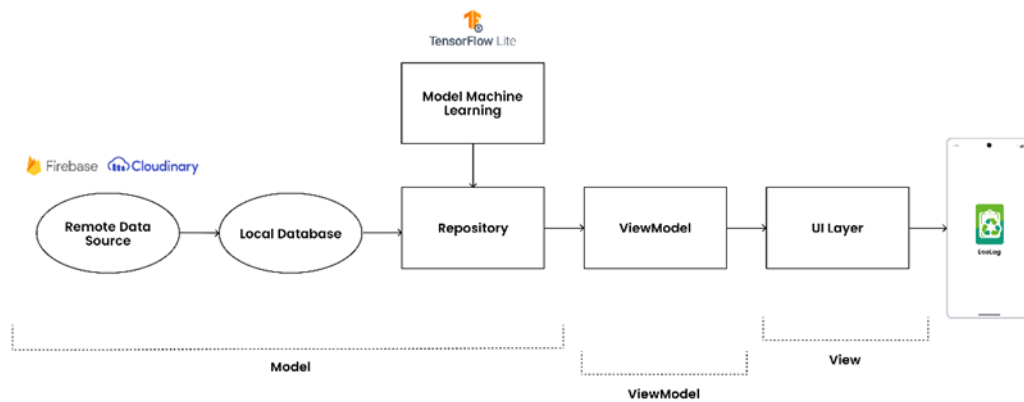 TensorFlow Lite
Model Machine
Learning
Firebase Cloudinary
Remote Data
Source
Local Database
Repository
ViewModel
UI Layer
EcoLog
Model
ViewModel
View